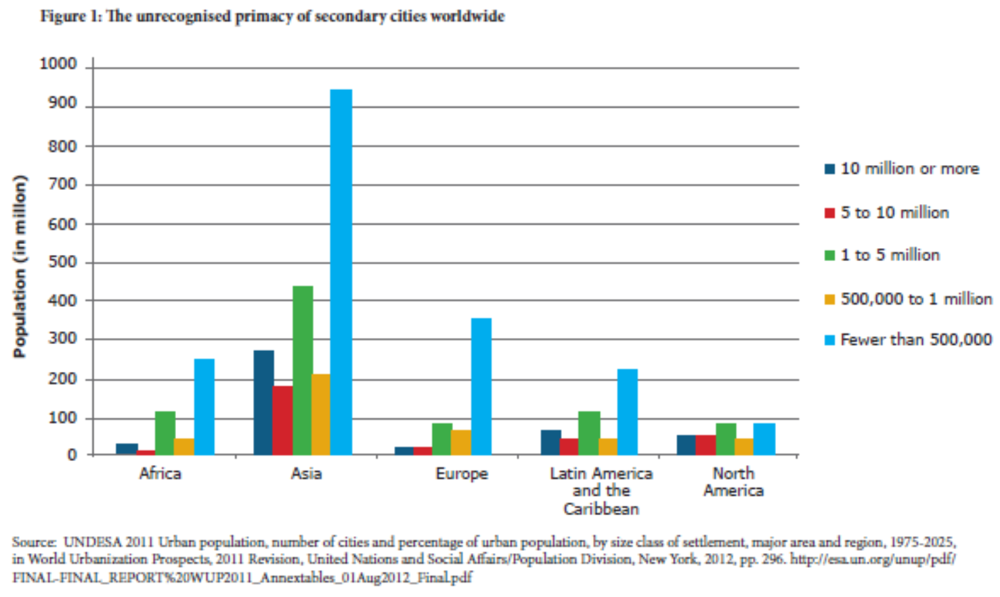 Figure 1: The unrecognised primacy of secondary cities worldwide
1000
900
800
700
600
500
400
300
200
100
0
Population (in millon)
Africa
Asia
Europe
Latin America
and the
Caribbean
North
America
10 million or more
5 to 10 million
1 to 5 million
500,000 to 1 million
Fewer than 500,000
Source: UNDESA 2011 Urban population, number of cities and percentage of urban population, by size class of settlement, major area and region, 1975-2025,
in World Urbanization Prospects, 2011 Revision, United Nations and Social Affairs/Population Division, New York, 2012, pp. 296. http://esa.un.org/unup/pdf/
FINAL-FINAL_REPORT%20WUP2011_Annextables_01Aug2012_Final.pdf